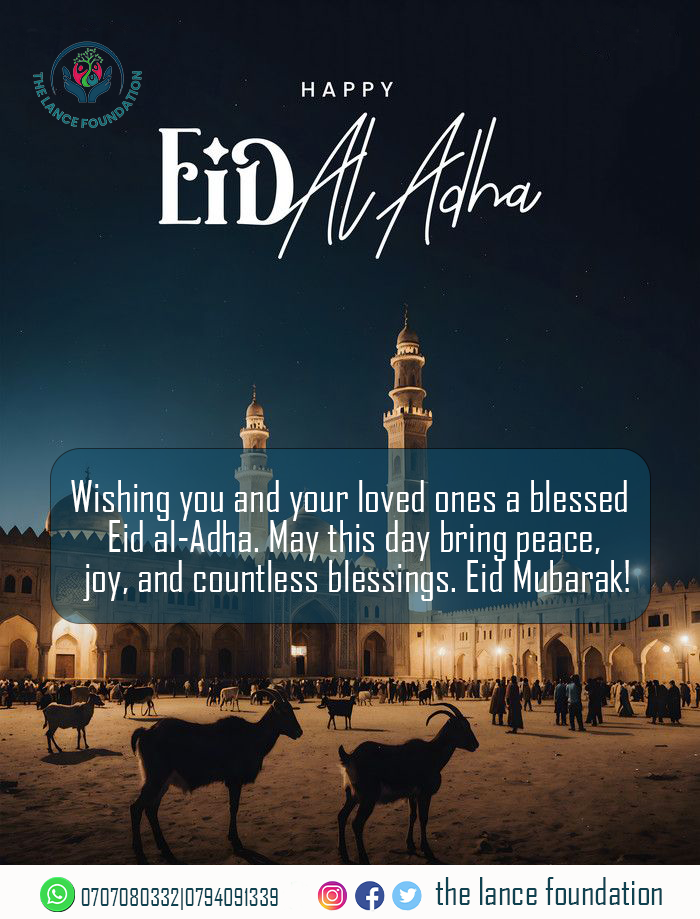 THE LANCE FOUNDATION
HAPPY
EiD Al Adha
Wishing you and your loved ones a blessed
Eid al-Adha. May this day bring peace,
joy, and countless blessings. Eid Mubarak!
0707080332|0794091339
the lance foundation